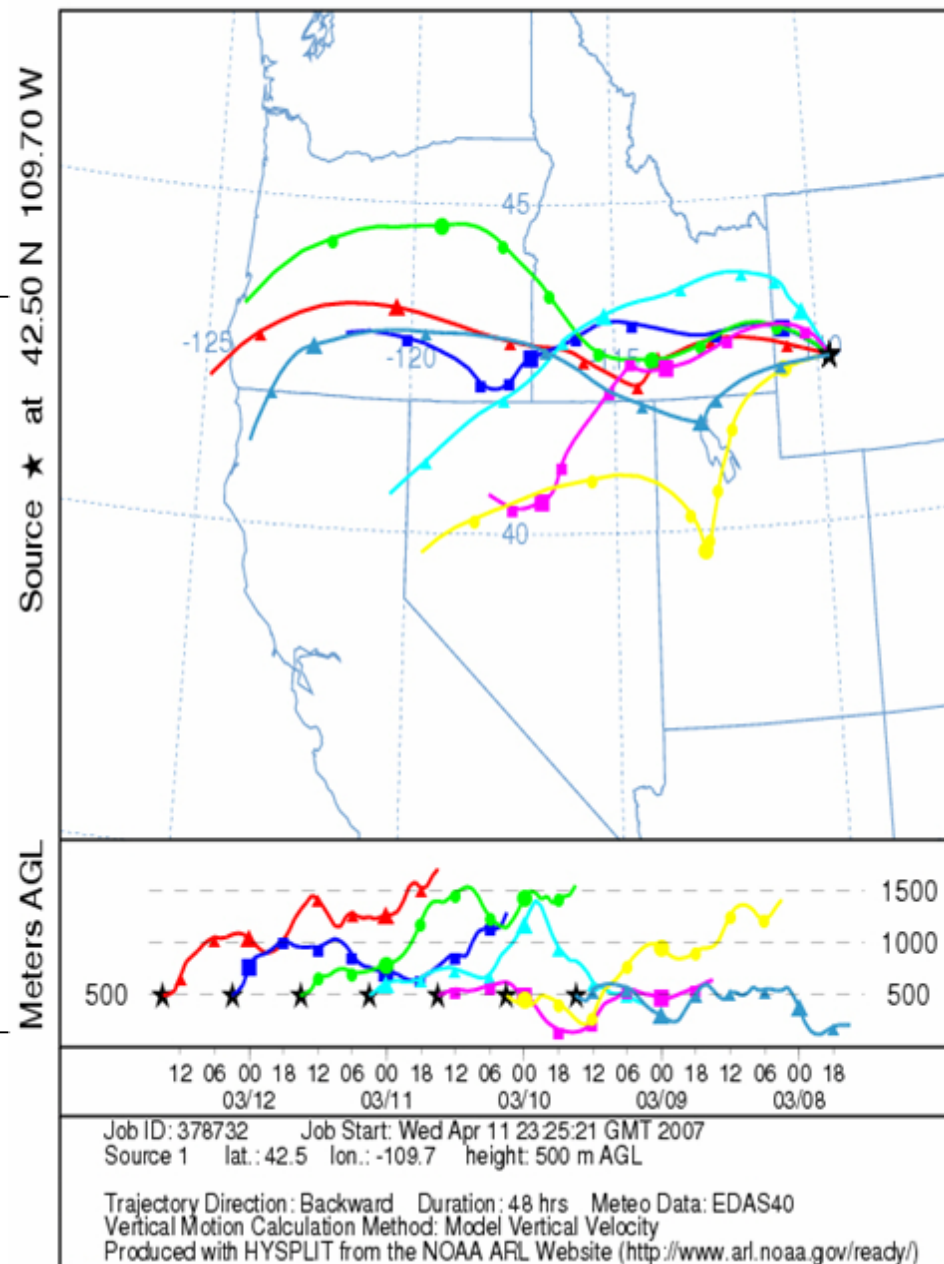 Source ★ at 42.50 N 109.70 W
45
-125
-120
-115
40
Meters AGL
1500
1000
500
500
12 06 00 18 12 06 00 18 12 06 00 18 12 06 00 18 12 06 00 18
03/12 03/11 03/10 03/09 03/08
Job ID: 378732 Job Start: Wed Apr 11 23:25:21 GMT 2007
Source 1 lat.: 42.5 lon.: -109.7 height: 500 m AGL
Trajectory Direction: Backward Duration: 48 hrs Meteo Data: EDAS40
Vertical Motion Calculation Method: Model Vertical Velocity
Produced with HYSPLIT from the NOAA ARL Website (http://www.arl.noaa.gov/ready/)